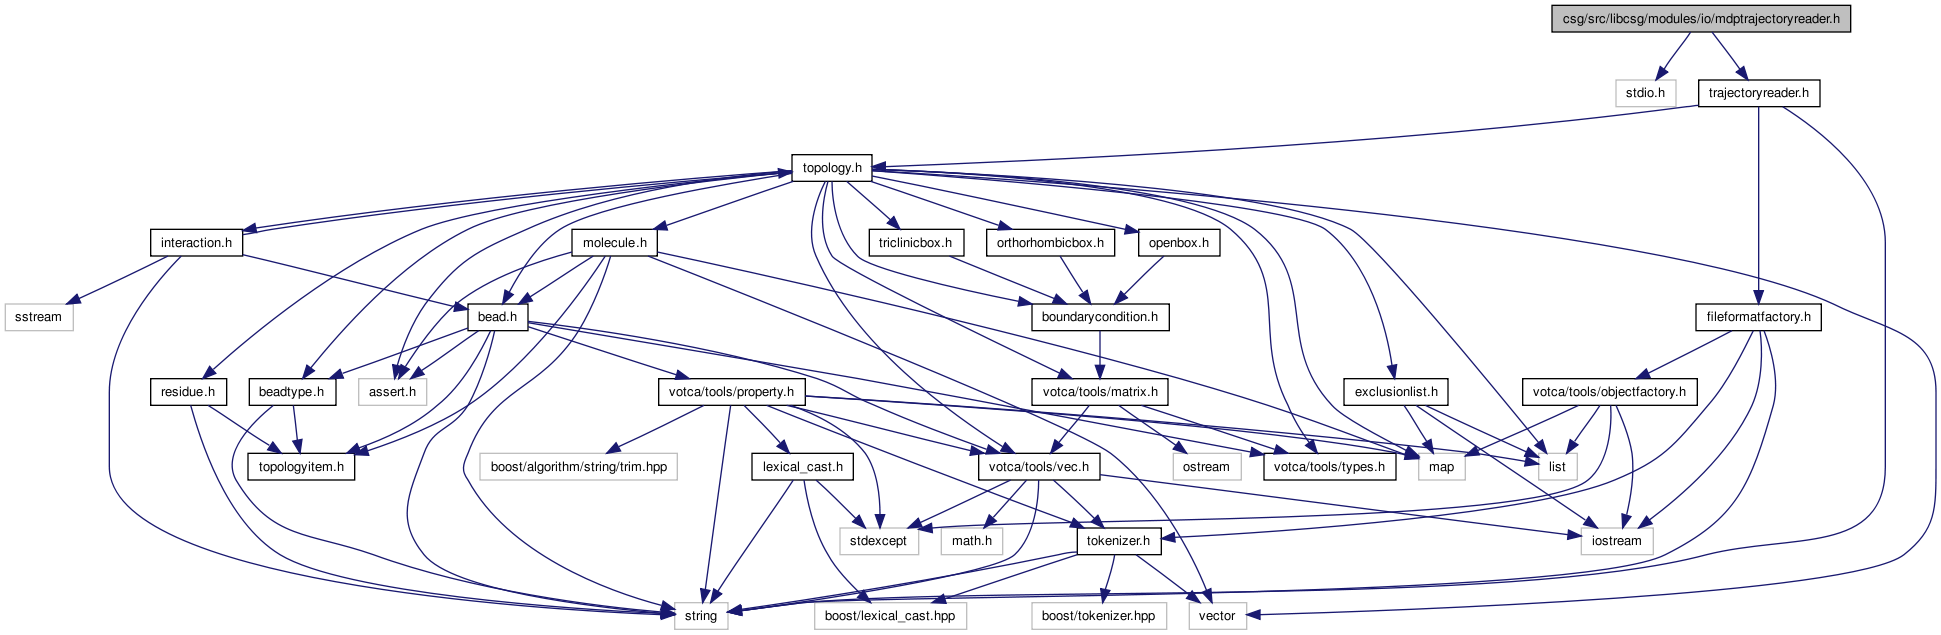 csg/src/libcsg/modules/io/mdptrajectoryreader.h
stdio.h
trajectoryreader.h
topology.h
interaction.h
molecule.h
triclinicbox.h
orthorhombicbox.h
openbox.h
sstream
bead.h
boundarycondition.h
fileformatfactory.h
residue.h
beadtype.h
assert.h
votca/tools/property.h
votca/tools/matrix.h
exclusionlist.h
votca/tools/objectfactory.h
topologyitem.h
boost/algorithm/string/trim.hpp
lexical_cast.h
votca/tools/vec.h
ostream
votca/tools/types.h
map
list
stdexcept
math.h
tokenizer.h
iostream
string
boost/lexical_cast.hpp
boost/tokenizer.hpp
vector